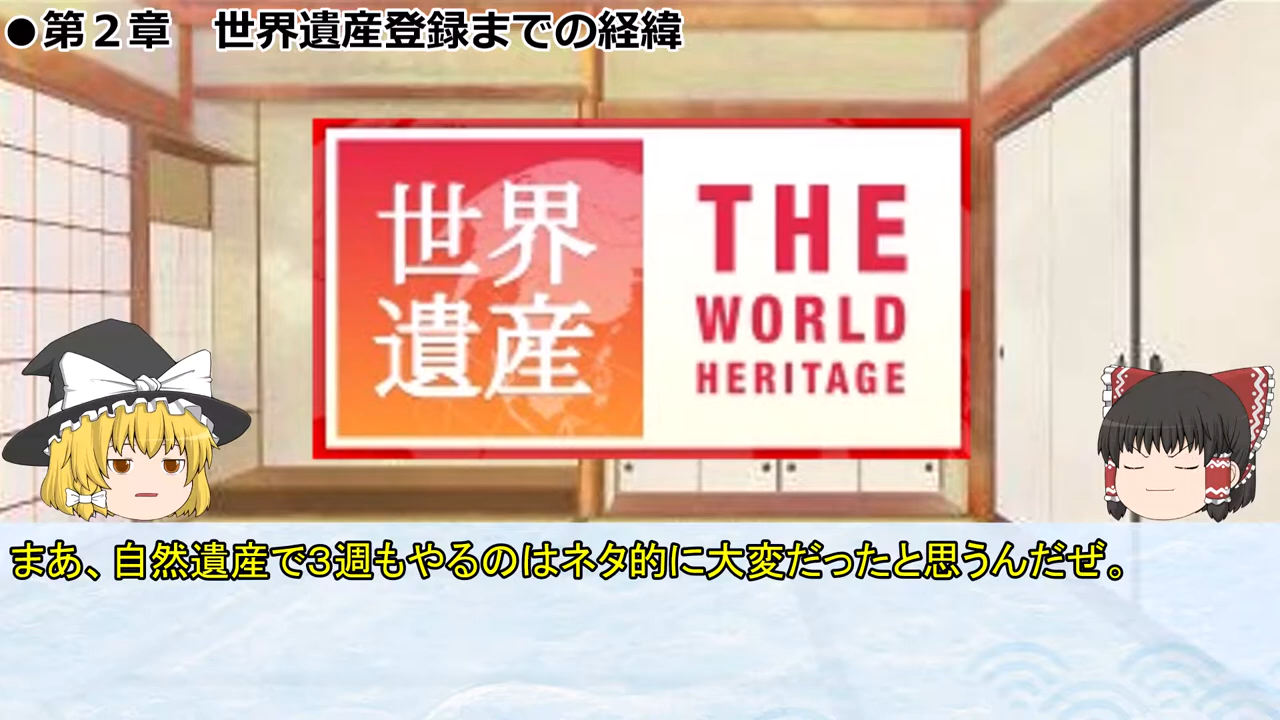 ●第２章　世界遺産登録までの経緯
世界
遺産
THE
WORLD
HERITAGE
まあ、自然遺産で３週もやるのはネタ的に大変だったと思うんだぜ。